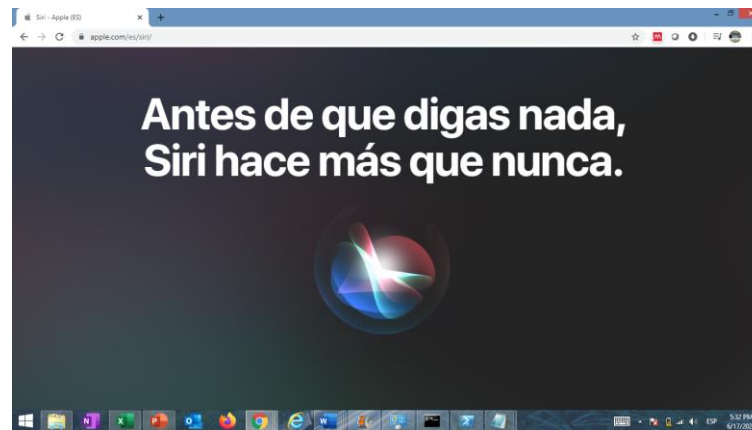 Siri - Apple (ES)
apple.com/es/siri/
Antes de que digas nada,
Siri hace más que nunca.
ESP
5:32 PM